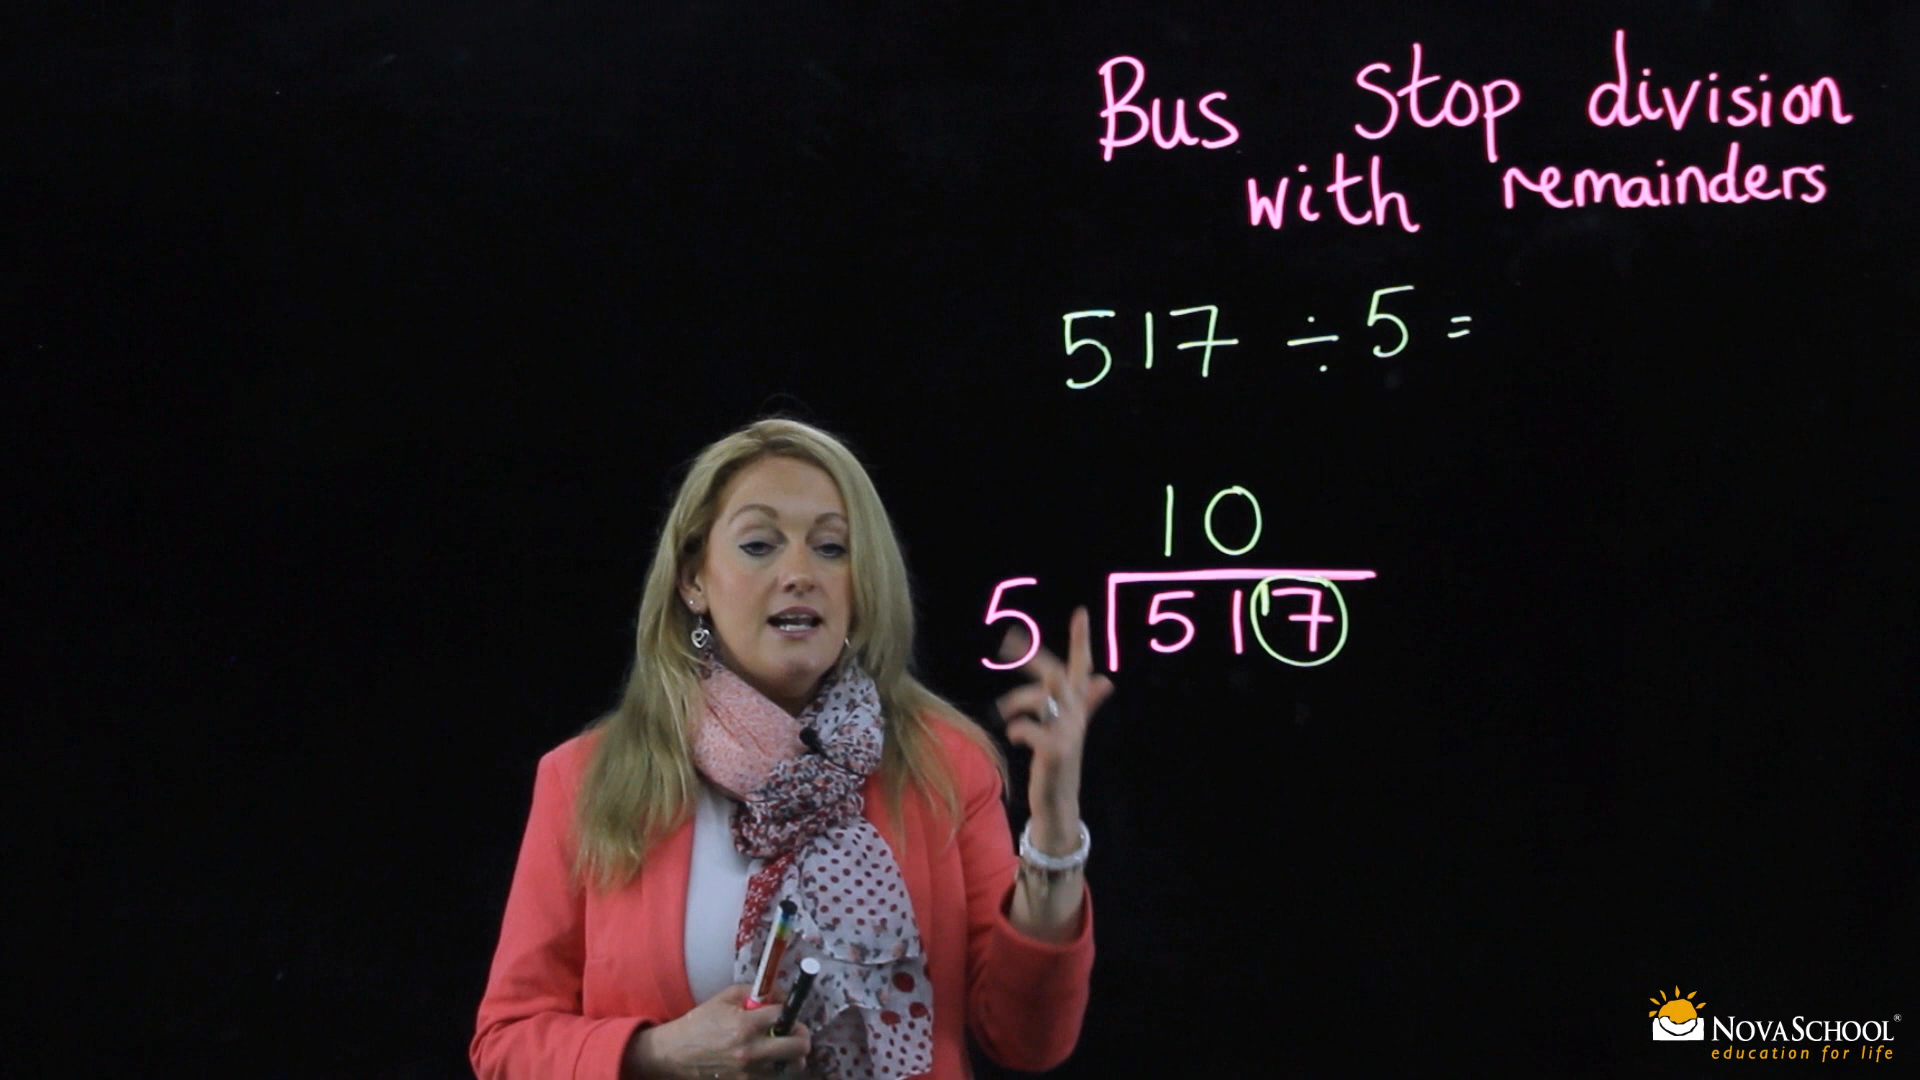 Bus Stop division
with remainders
517 ÷ 5 =
10
5 517
NOVASCHOOL®
education for life